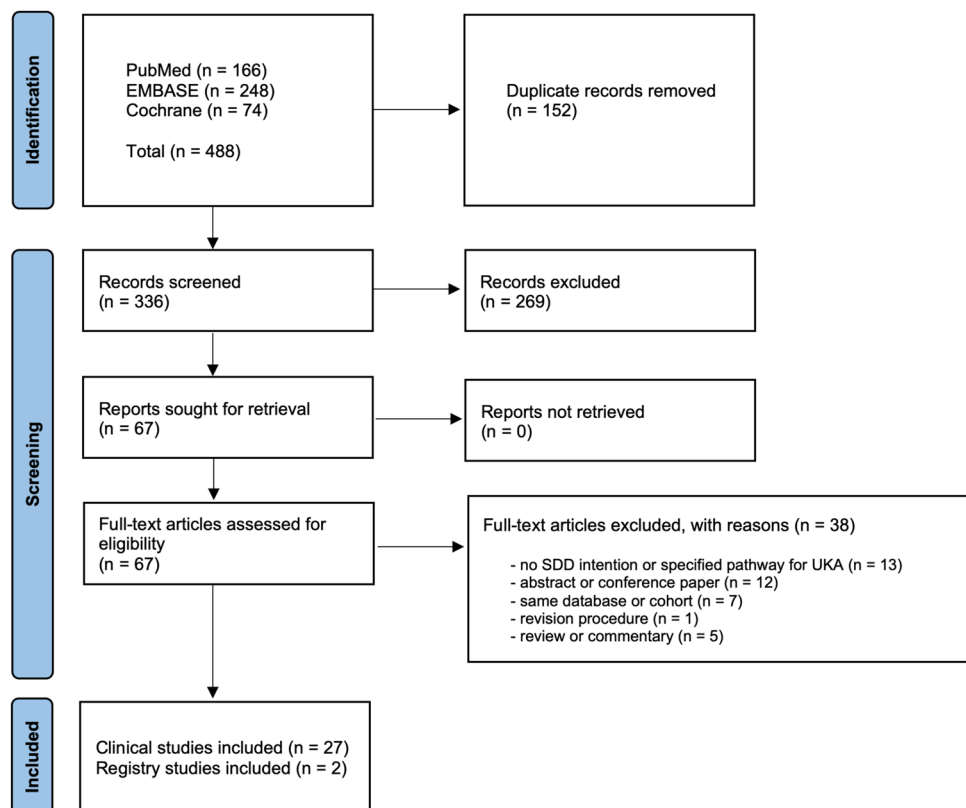 Identification
PubMed (n = 166)
EMBASE (n = 248)
Cochrane (n = 74)
Total (n = 488)
Duplicate records removed
(n = 152)
Screening
Records screened
(n = 336)
Records excluded
(n = 269)
Reports sought for retrieval
(n = 67)
Reports not retrieved
(n = 0)
Full-text articles assessed for
eligibility
(n = 67)
Full-text articles excluded, with reasons (n = 38)
- no SDD intention or specified pathway for UKA (n = 13)
- abstract or conference paper (n = 12)
- same database or cohort (n = 7)
- revision procedure (n = 1)
- review or commentary (n = 5)
Included
Clinical studies included (n = 27)
Registry studies included (n = 2)